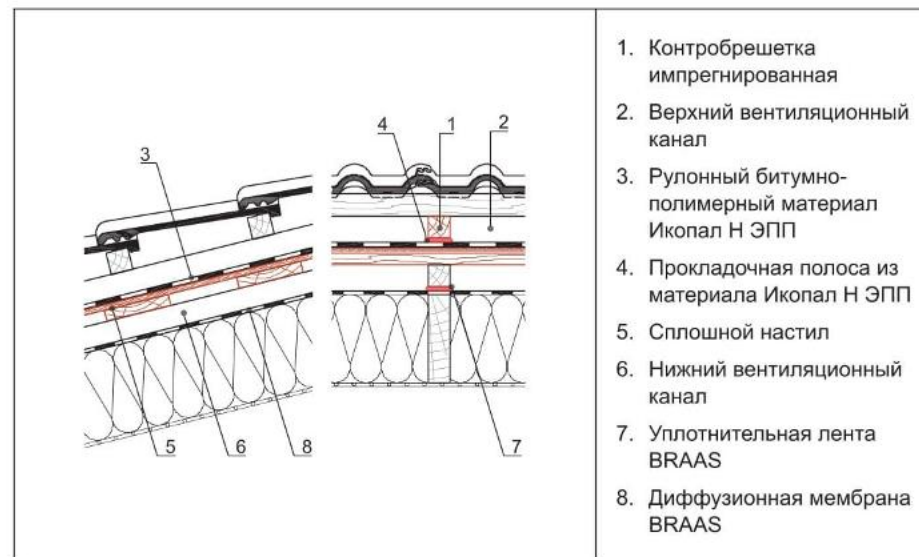 4
1
2
3
5
6
8
7
1. Контробрешетка
импрегнированная
2. Верхний вентиляционный
канал
3. Рулонный битумно-
полимерный материал
Икопал Н ЭПП
4. Прокладочная полоса из
материала Икопал Н ЭПП
5. Сплошной настил
6. Нижний вентиляционный
канал
7. Уплотнительная лента
BRAAS
8. Диффузионная мембрана
BRAAS